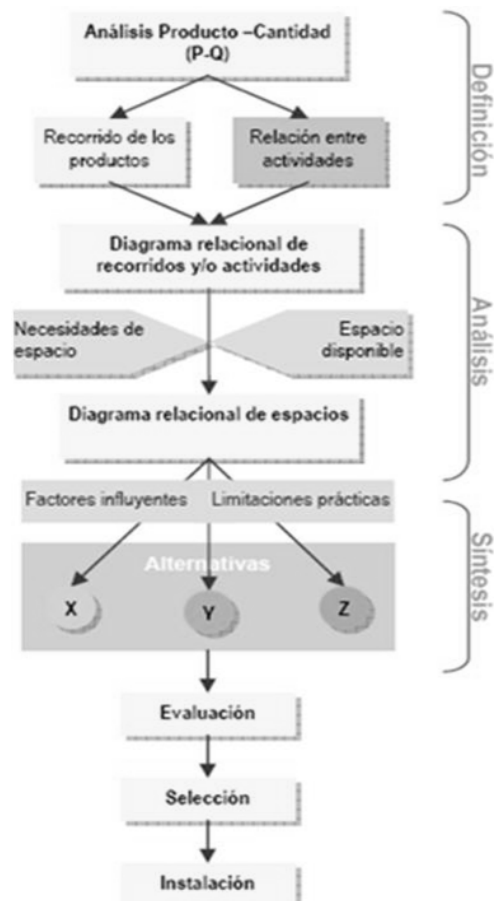 Análisis Producto –Cantidad
(P-Q)
Definición
Recorrido de los
productos
Relación entre
actividades
Diagrama relacional de
recorridos y/o actividades
Análisis
Necesidades de
espacio
Espacio
disponible
Diagrama relacional de espacios
Factores influyentes
Limitaciones prácticas
Síntesis
Alternativas
X
Y
Z
Evaluación
Selección
Instalación